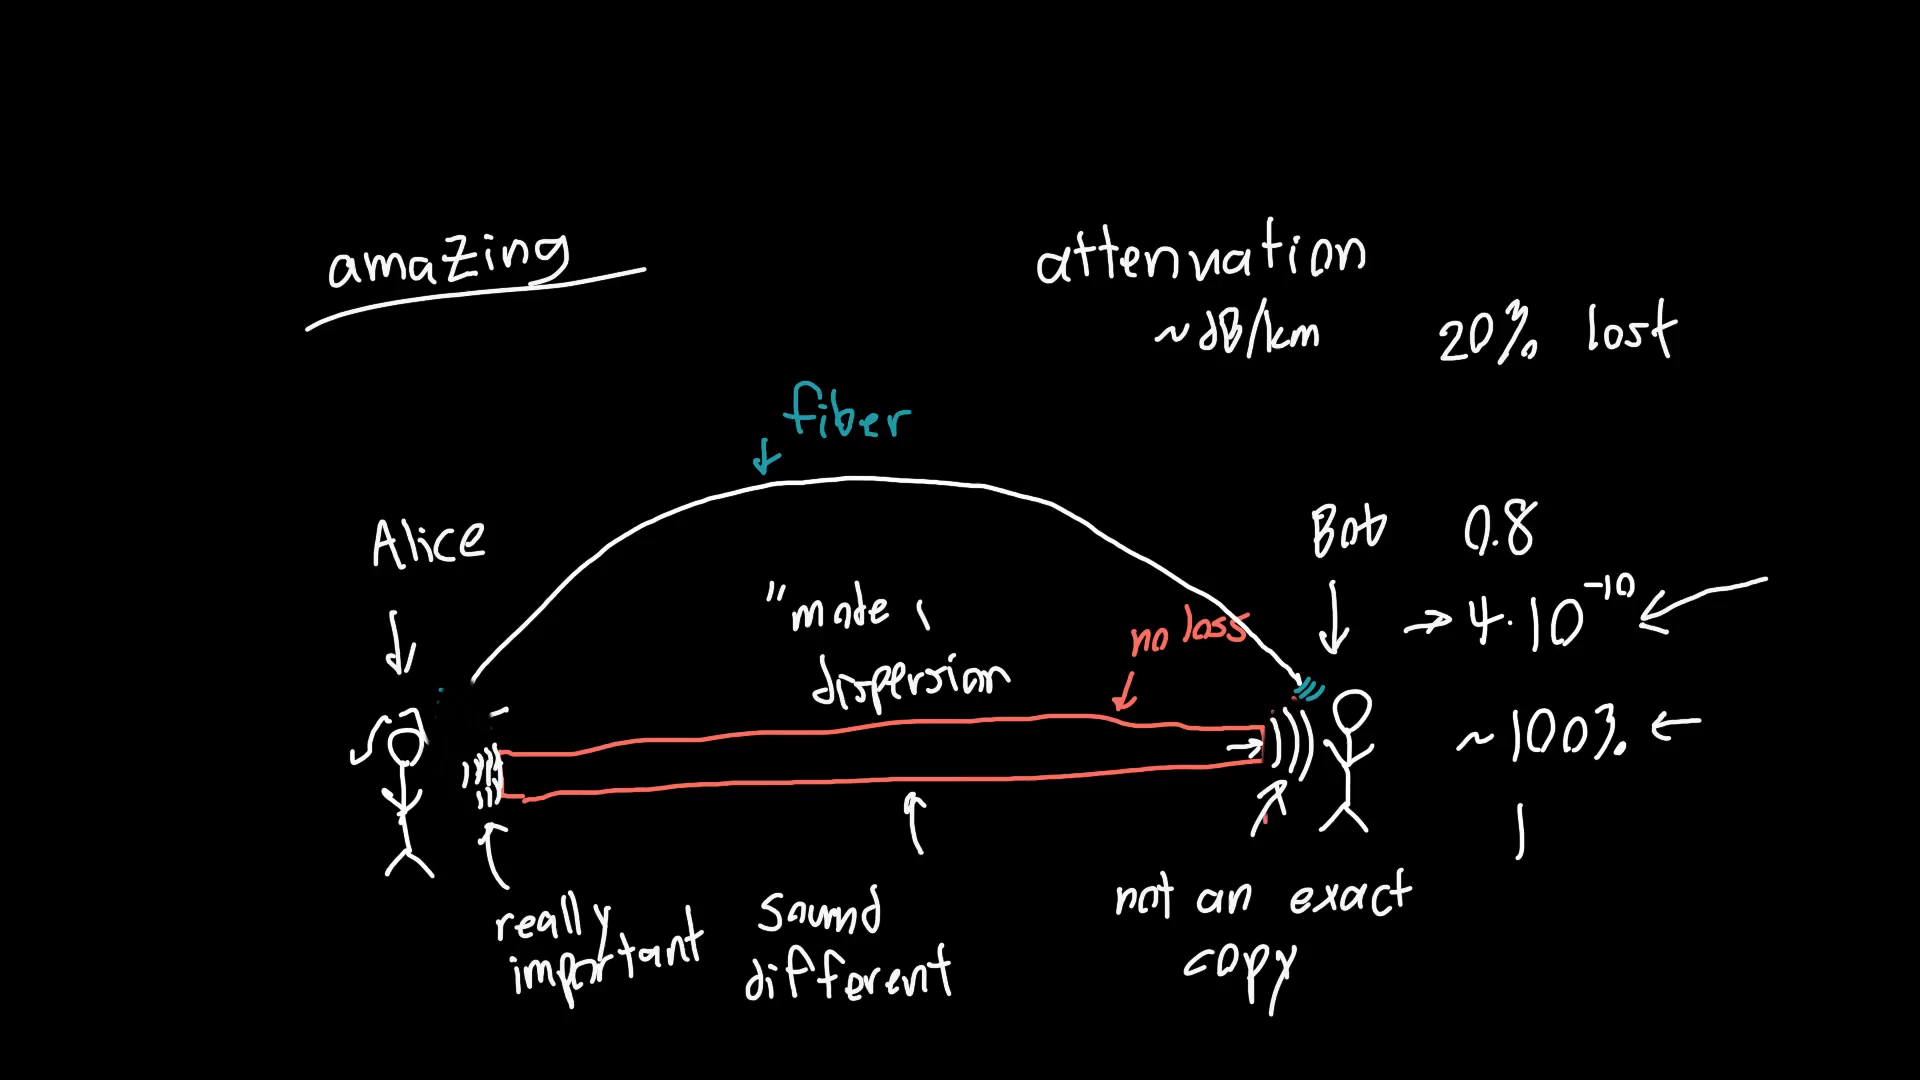 amazing
attenuation
~dB/km 20% lost
fiber
Alice
Bob 0.8
"mode
dispersion
no loss
→ 4·10⁻¹⁰ ←
~100% ←
really
important
sound
different
not an exact
copy